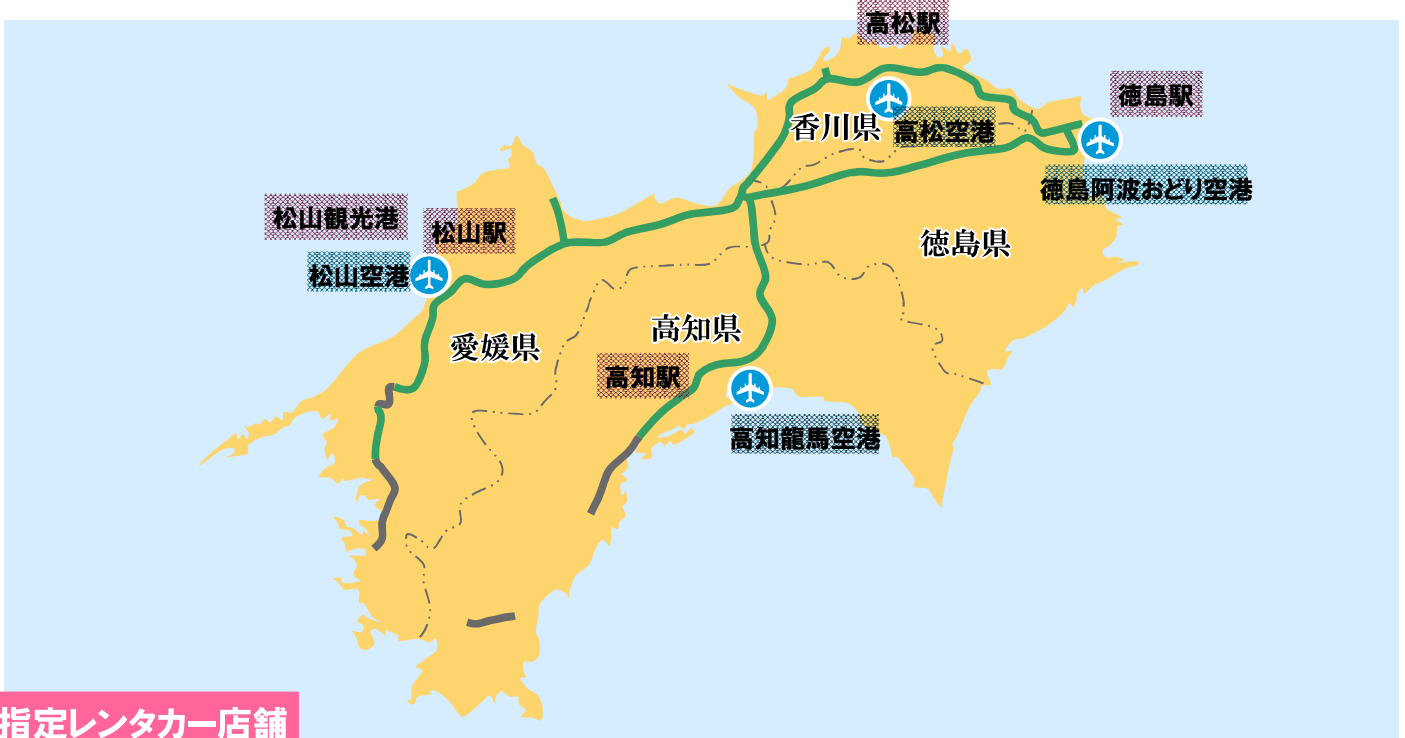 高松駅
徳島駅
香川県
高松空港
徳島阿波おどり空港
松山観光港
松山駅
徳島県
松山空港
高知県
愛媛県
高知駅
高知龍馬空港
指定レンタカー店舗